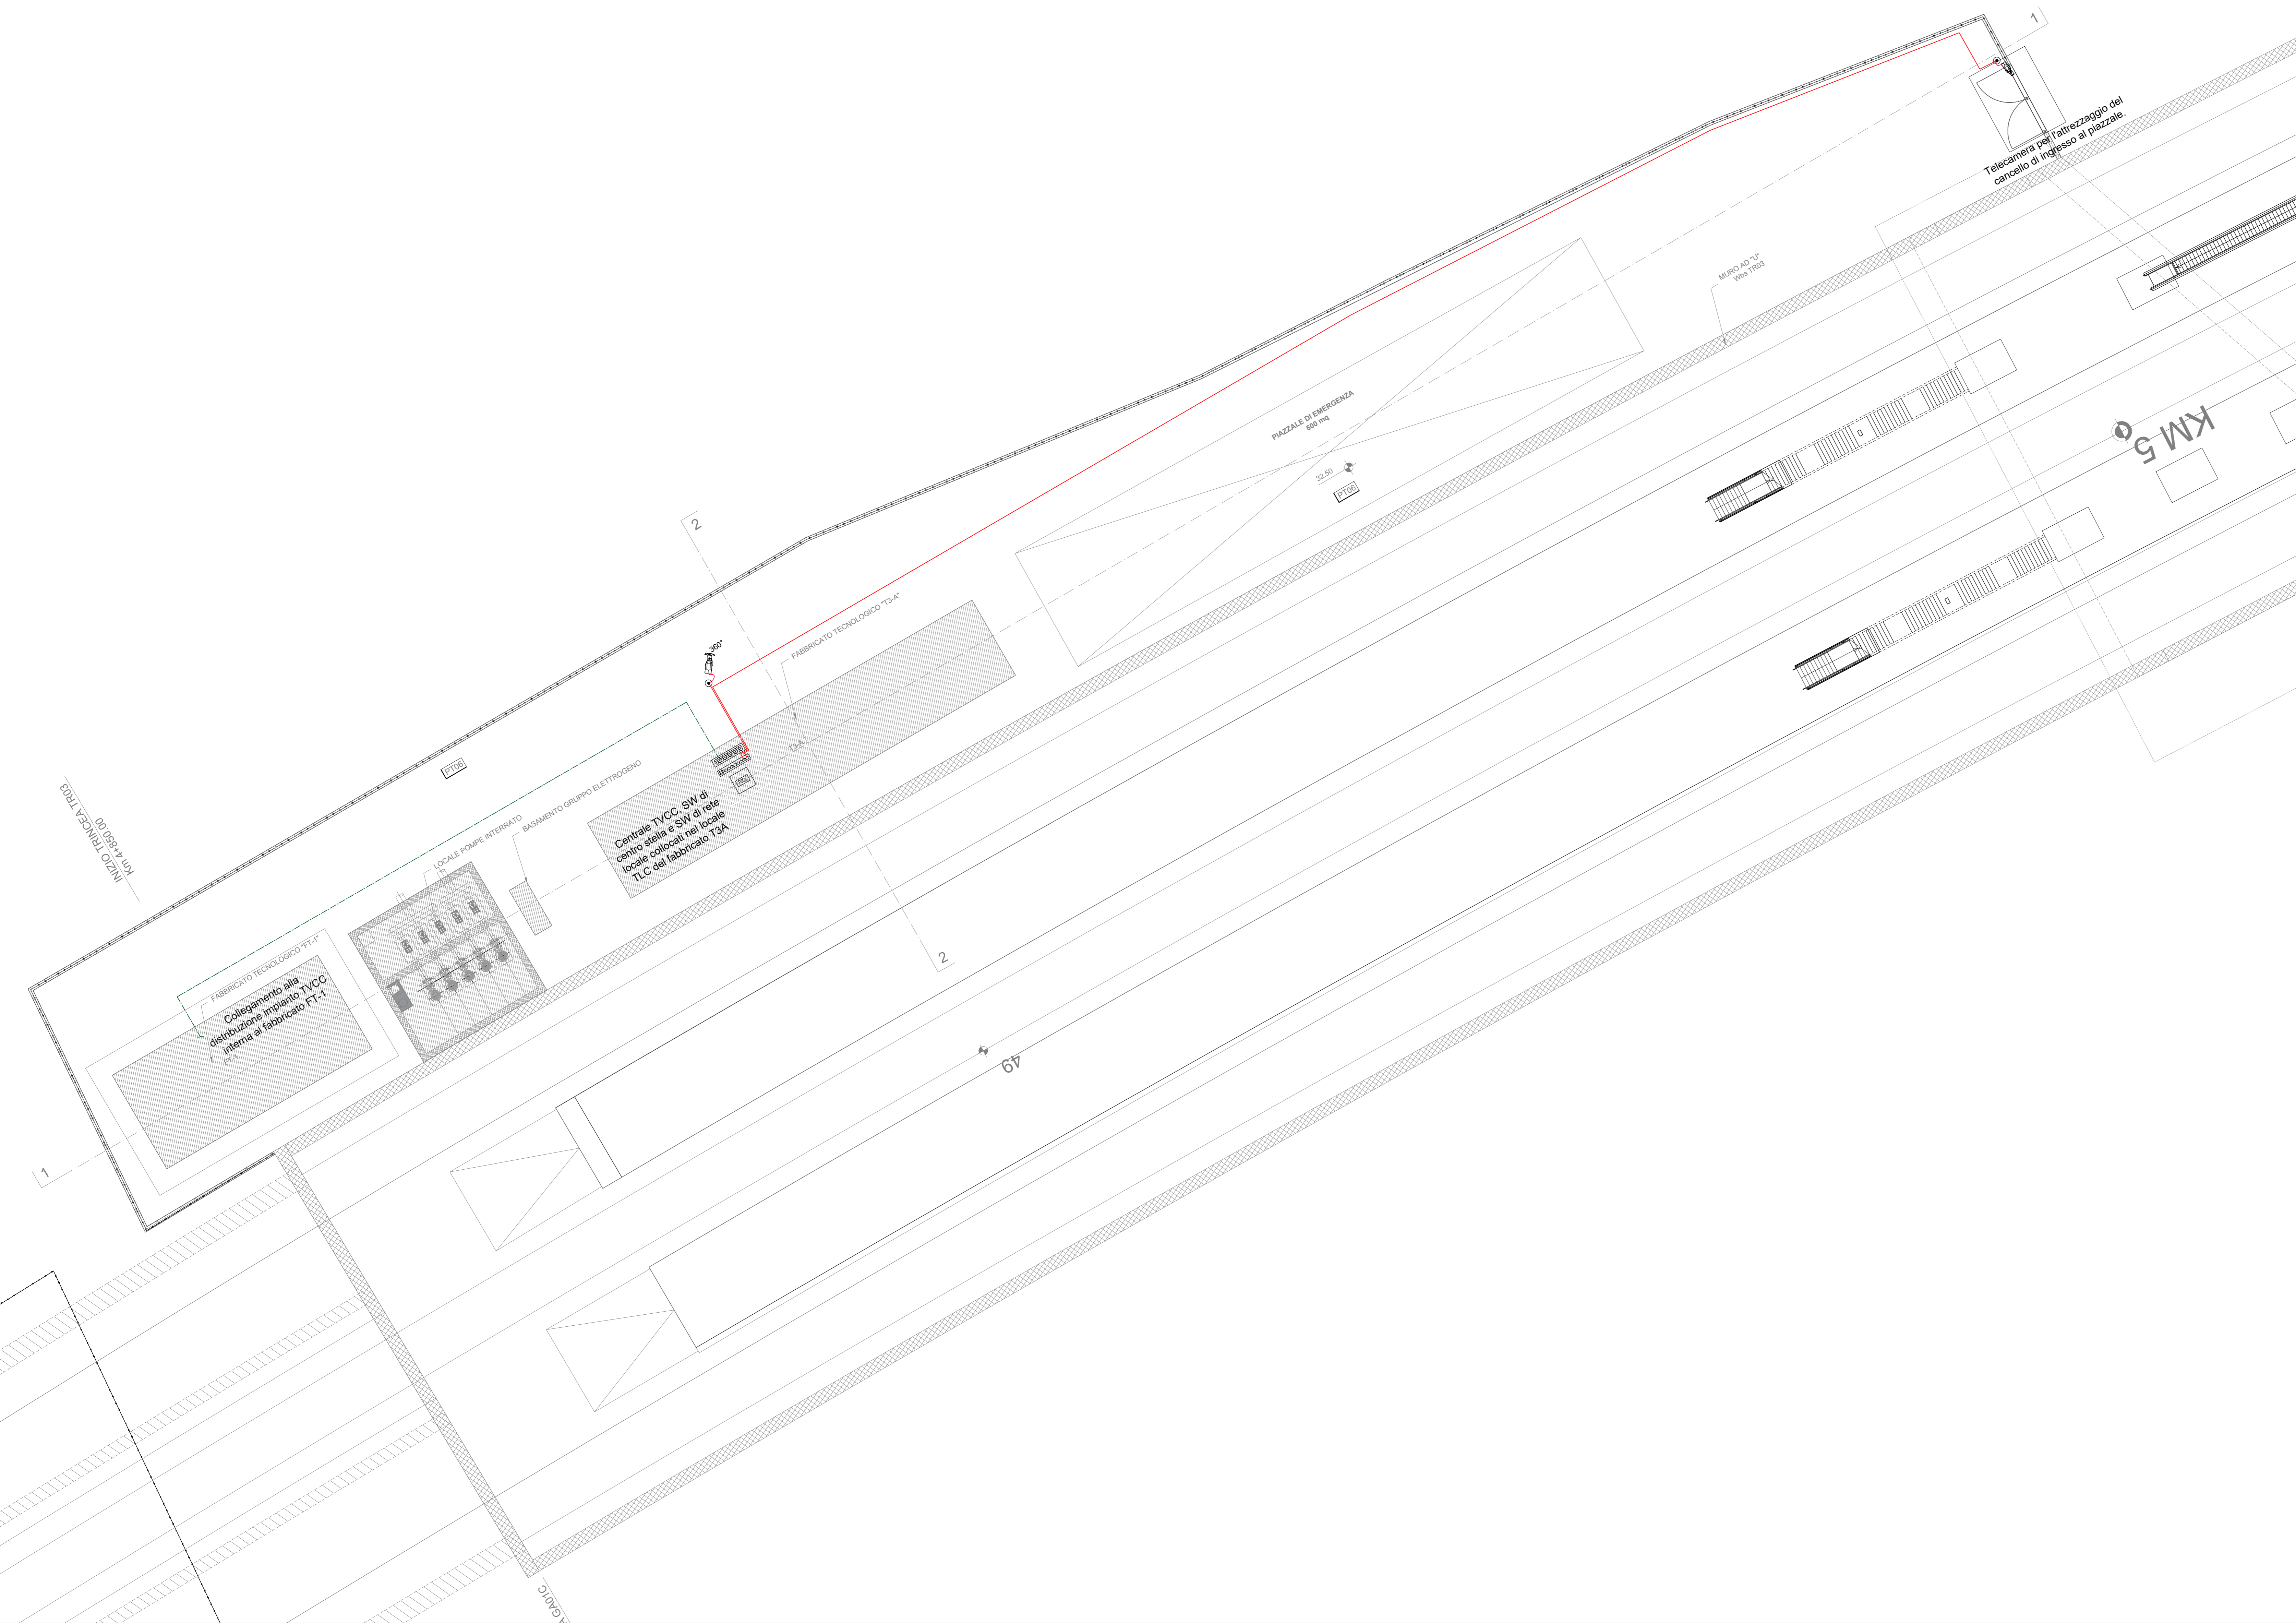 1
Telecamera per l'attrezzaggio del
cancello di ingresso al piazzale.
MURO AD "U"
Wbs TR03
KM 5
PIAZZALE DI EMERGENZA
500 mq
32.50
PT06
2
360°
FABBRICATO TECNOLOGICO "T3-A"
T3-A
TVCC
Centrale TVCC, SW di
centro stella e SW di rete
locale collocati nel locale
TLC del fabbricato T3A
PT06
BASAMENTO GRUPPO ELETTROGENO
LOCALE POMPE INTERRATO
INIZIO TRINCEA TR03
Km 4+850.00
FABBRICATO TECNOLOGICO "FT-1"
Collegamento alla
distribuzione impianto TVCC
interna al fabbricato FT-1
FT-1
2
49
1
GA01C